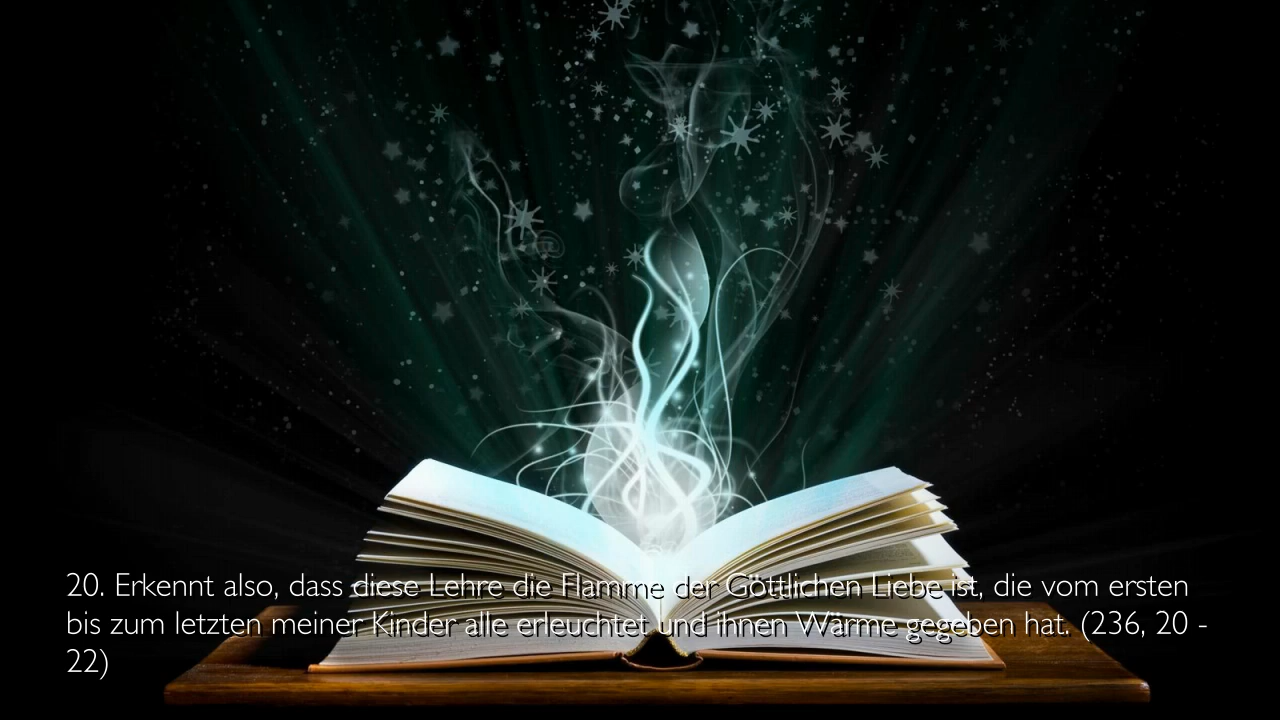 20. Erkennt also, dass diese Lehre die Flamme der Göttlichen Liebe ist, die vom ersten
bis zum letzten meiner Kinder alle erleuchtet und ihnen Wärme gegeben hat. (236, 20 -
22)